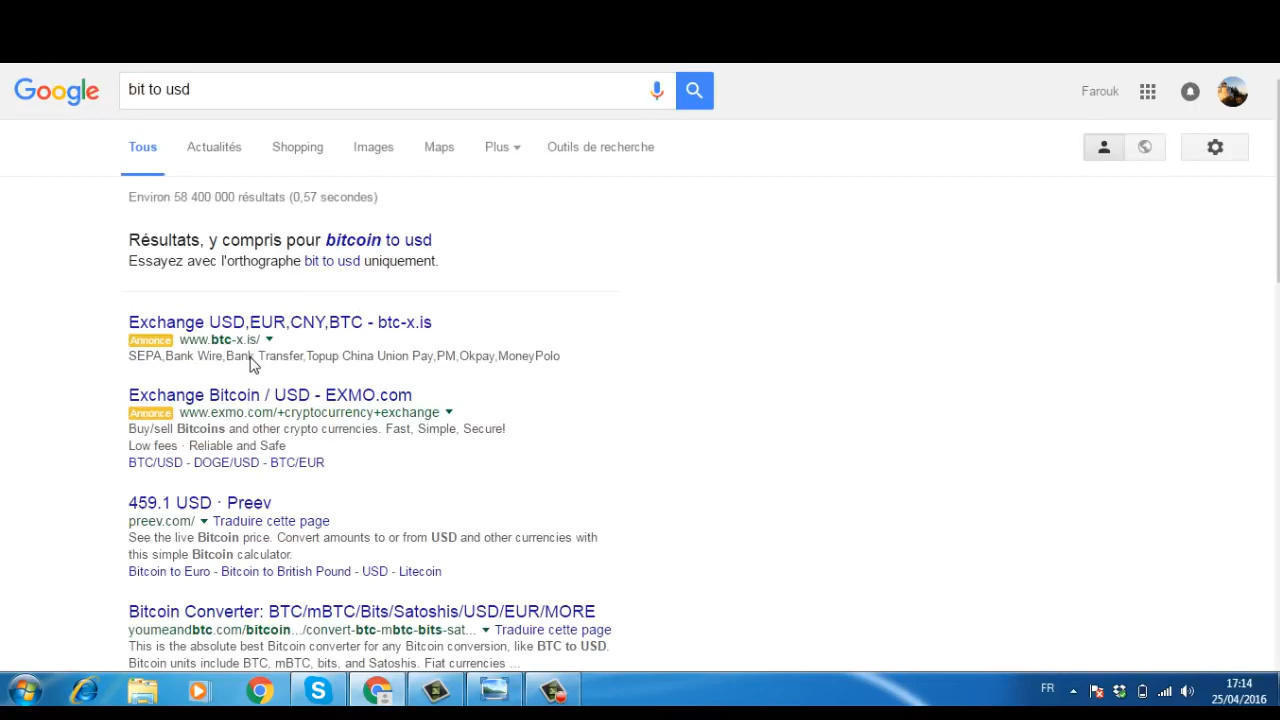 Google
bit to usd
Farouk
Tous Actualités Shopping Images Maps Plus Outils de recherche
Environ 58 400 000 résultats (0,57 secondes)
Résultats, y compris pour bitcoin to usd
Essayez avec l'orthographe bit to usd uniquement.
Exchange USD,EUR,CNY,BTC - btc-x.is
Annonce www.btc-x.is/
SEPA,Bank Wire,Bank Transfer,Topup China Union Pay,PM,Okpay,MoneyPolo
Exchange Bitcoin / USD - EXMO.com
Annonce www.exmo.com/+cryptocurrency+exchange
Buy/sell Bitcoins and other crypto currencies. Fast, Simple, Secure!
Low fees · Reliable and Safe
BTC/USD - DOGE/USD - BTC/EUR
459.1 USD · Preev
preev.com/ Traduire cette page
See the live Bitcoin price. Convert amounts to or from USD and other currencies with
this simple Bitcoin calculator.
Bitcoin to Euro - Bitcoin to British Pound - USD - Litecoin
Bitcoin Converter: BTC/mBTC/Bits/Satoshis/USD/EUR/MORE
youmeandbtc.com/bitcoin.../convert-btc-mbtc-bits-sat... Traduire cette page
This is the absolute best Bitcoin converter for any Bitcoin conversion, like BTC to USD.
Bitcoin units include BTC, mBTC, bits, and Satoshis. Fiat currencies ...
FR
17:14
25/04/2016